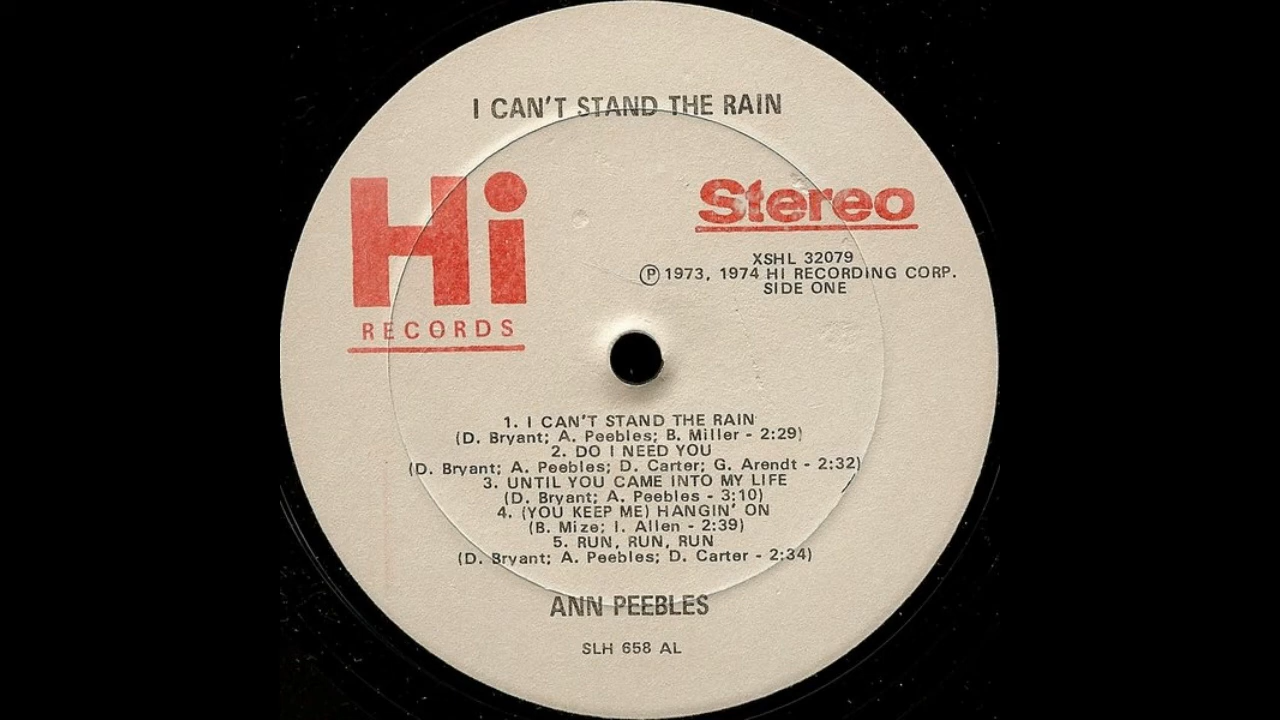 I CAN'T STAND THE RAIN
Hi
RECORDS
Stereo
XSHL 32079
Ⓟ 1973, 1974 HI RECORDING CORP.
SIDE ONE
1. I CAN'T STAND THE RAIN
(D. Bryant; A. Peebles; B. Miller - 2:29)
2. DO I NEED YOU
(D. Bryant; A. Peebles; D. Carter; G. Arendt - 2:32)
3. UNTIL YOU CAME INTO MY LIFE
(D. Bryant; A. Peebles - 3:10)
4. (YOU KEEP ME) HANGIN' ON
(B. Mize; I. Allen - 2:39)
5. RUN, RUN, RUN
(D. Bryant; A. Peebles; D. Carter - 2:34)
ANN PEEBLES
SLH 658 AL